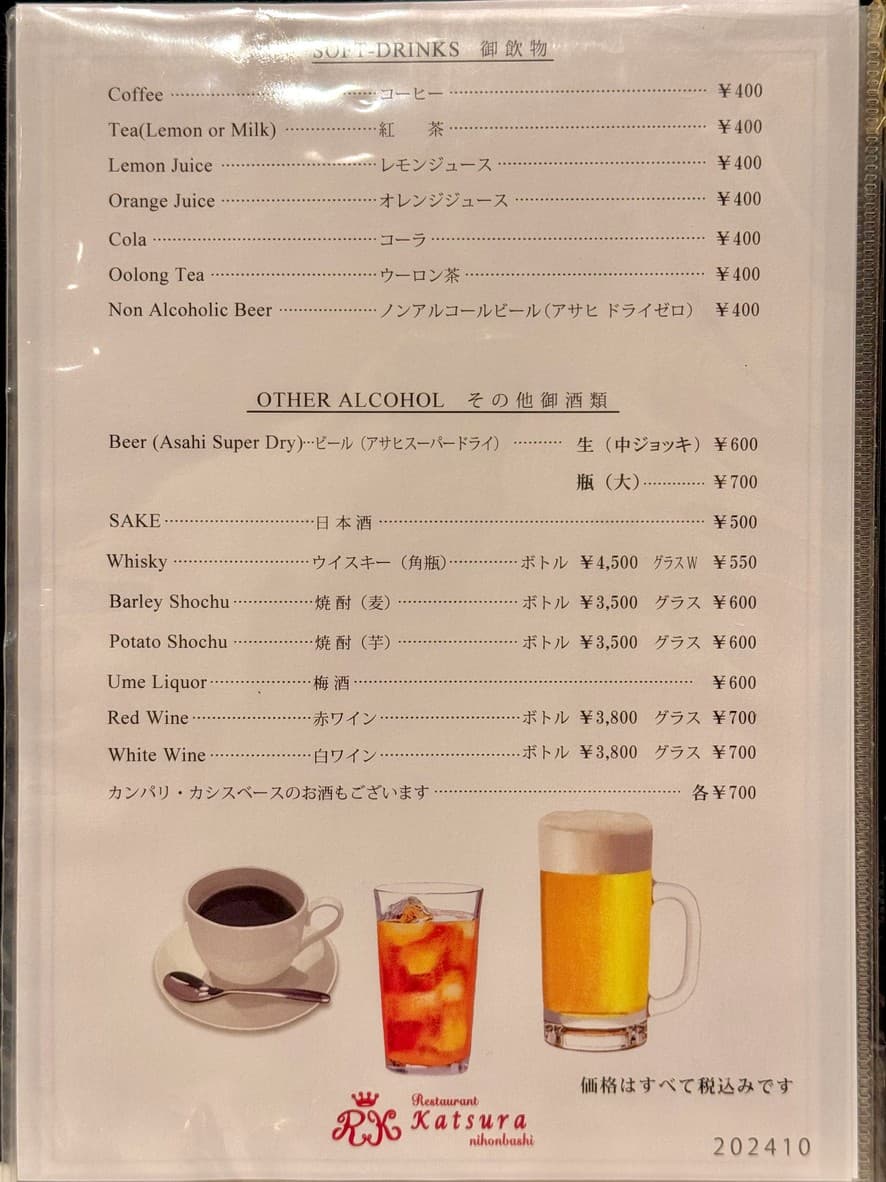 SOFT-DRINKS 御飲物
Coffee コーヒー ¥400
Tea(Lemon or Milk) 紅茶 ¥400
Lemon Juice レモンジュース ¥400
Orange Juice オレンジジュース ¥400
Cola コーラ ¥400
Oolong Tea ウーロン茶 ¥400
Non Alcoholic Beer ノンアルコールビール(アサヒ ドライゼロ) ¥400
OTHER ALCOHOL その他御酒類
Beer (Asahi Super Dry) ビール(アサヒスーパードライ) 生(中ジョッキ) ¥600
瓶(大) ¥700
SAKE 日本酒 ¥500
Whisky ウイスキー(角瓶) ボトル ¥4,500 グラスW ¥550
Barley Shochu 焼酎(麦) ボトル ¥3,500 グラス ¥600
Potato Shochu 焼酎(芋) ボトル ¥3,500 グラス ¥600
Ume Liquor 梅酒 ¥600
Red Wine 赤ワイン ボトル ¥3,800 グラス ¥700
White Wine 白ワイン ボトル ¥3,800 グラス ¥700
カンパリ・カシスベースのお酒もございます 各¥700
価格はすべて税込みです
RK Restaurant
Katsura
nihonbashi
202410